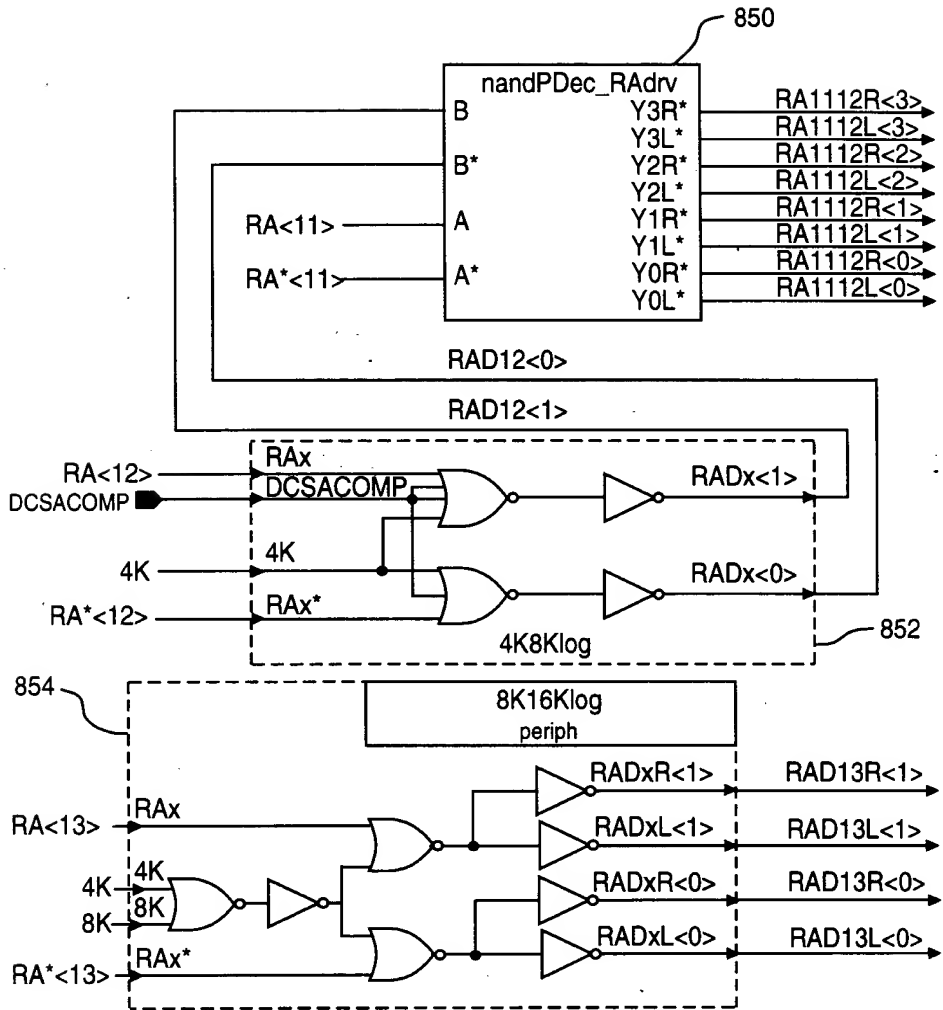 850
nandPDec_RAdrv
B
Y3R*
RA1112R<3>
Y3L*
RA1112L<3>
B*
Y2R*
RA1112R<2>
Y2L*
RA1112L<2>
RA<11>
A
Y1R*
RA1112R<1>
Y1L*
RA1112L<1>
RA*<11>
A*
Y0R*
RA1112R<0>
Y0L*
RA1112L<0>
RAD12<0>
RAD12<1>
RA<12>
RAx
RADx<1>
DCSACOMP
DCSACOMP
4K
4K
RADx<0>
RA*<12>
RAx*
4K8Klog
852
854
8K16Klog
periph
RADxR<1>
RAD13R<1>
RA<13>
RAx
RADxL<1>
RAD13L<1>
4K
4K
RADxR<0>
RAD13R<0>
8K
8K
RADxL<0>
RAD13L<0>
RA*<13>
RAx*